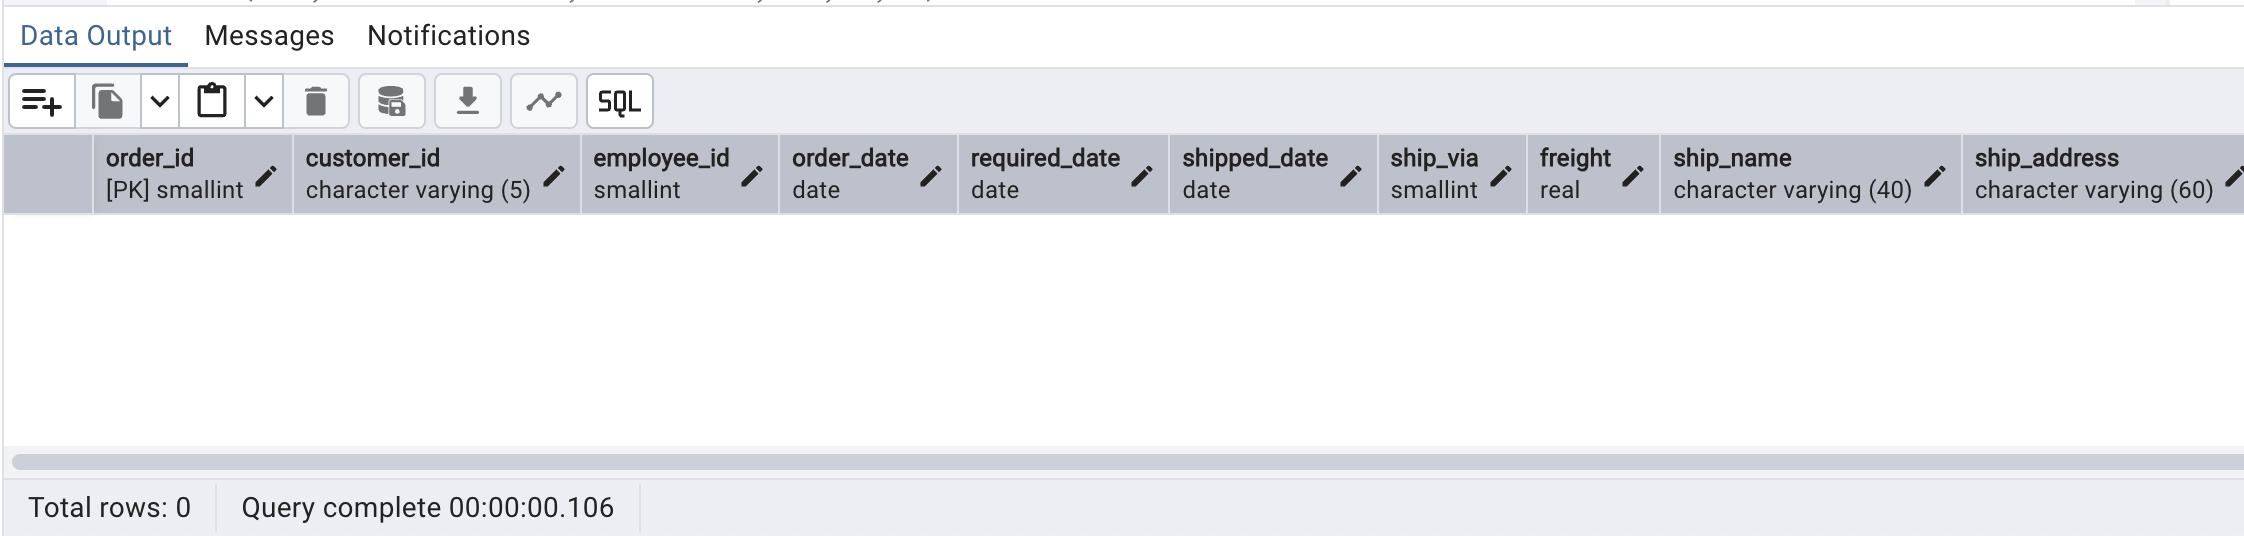 Data Output Messages Notifications
SQL
order_id customer_id employee_id order_date required_date shipped_date ship_via freight ship_name ship_address
[PK] smallint character varying (5) smallint date date date smallint real character varying (40) character varying (60)
Total rows: 0 Query complete 00:00:00.106